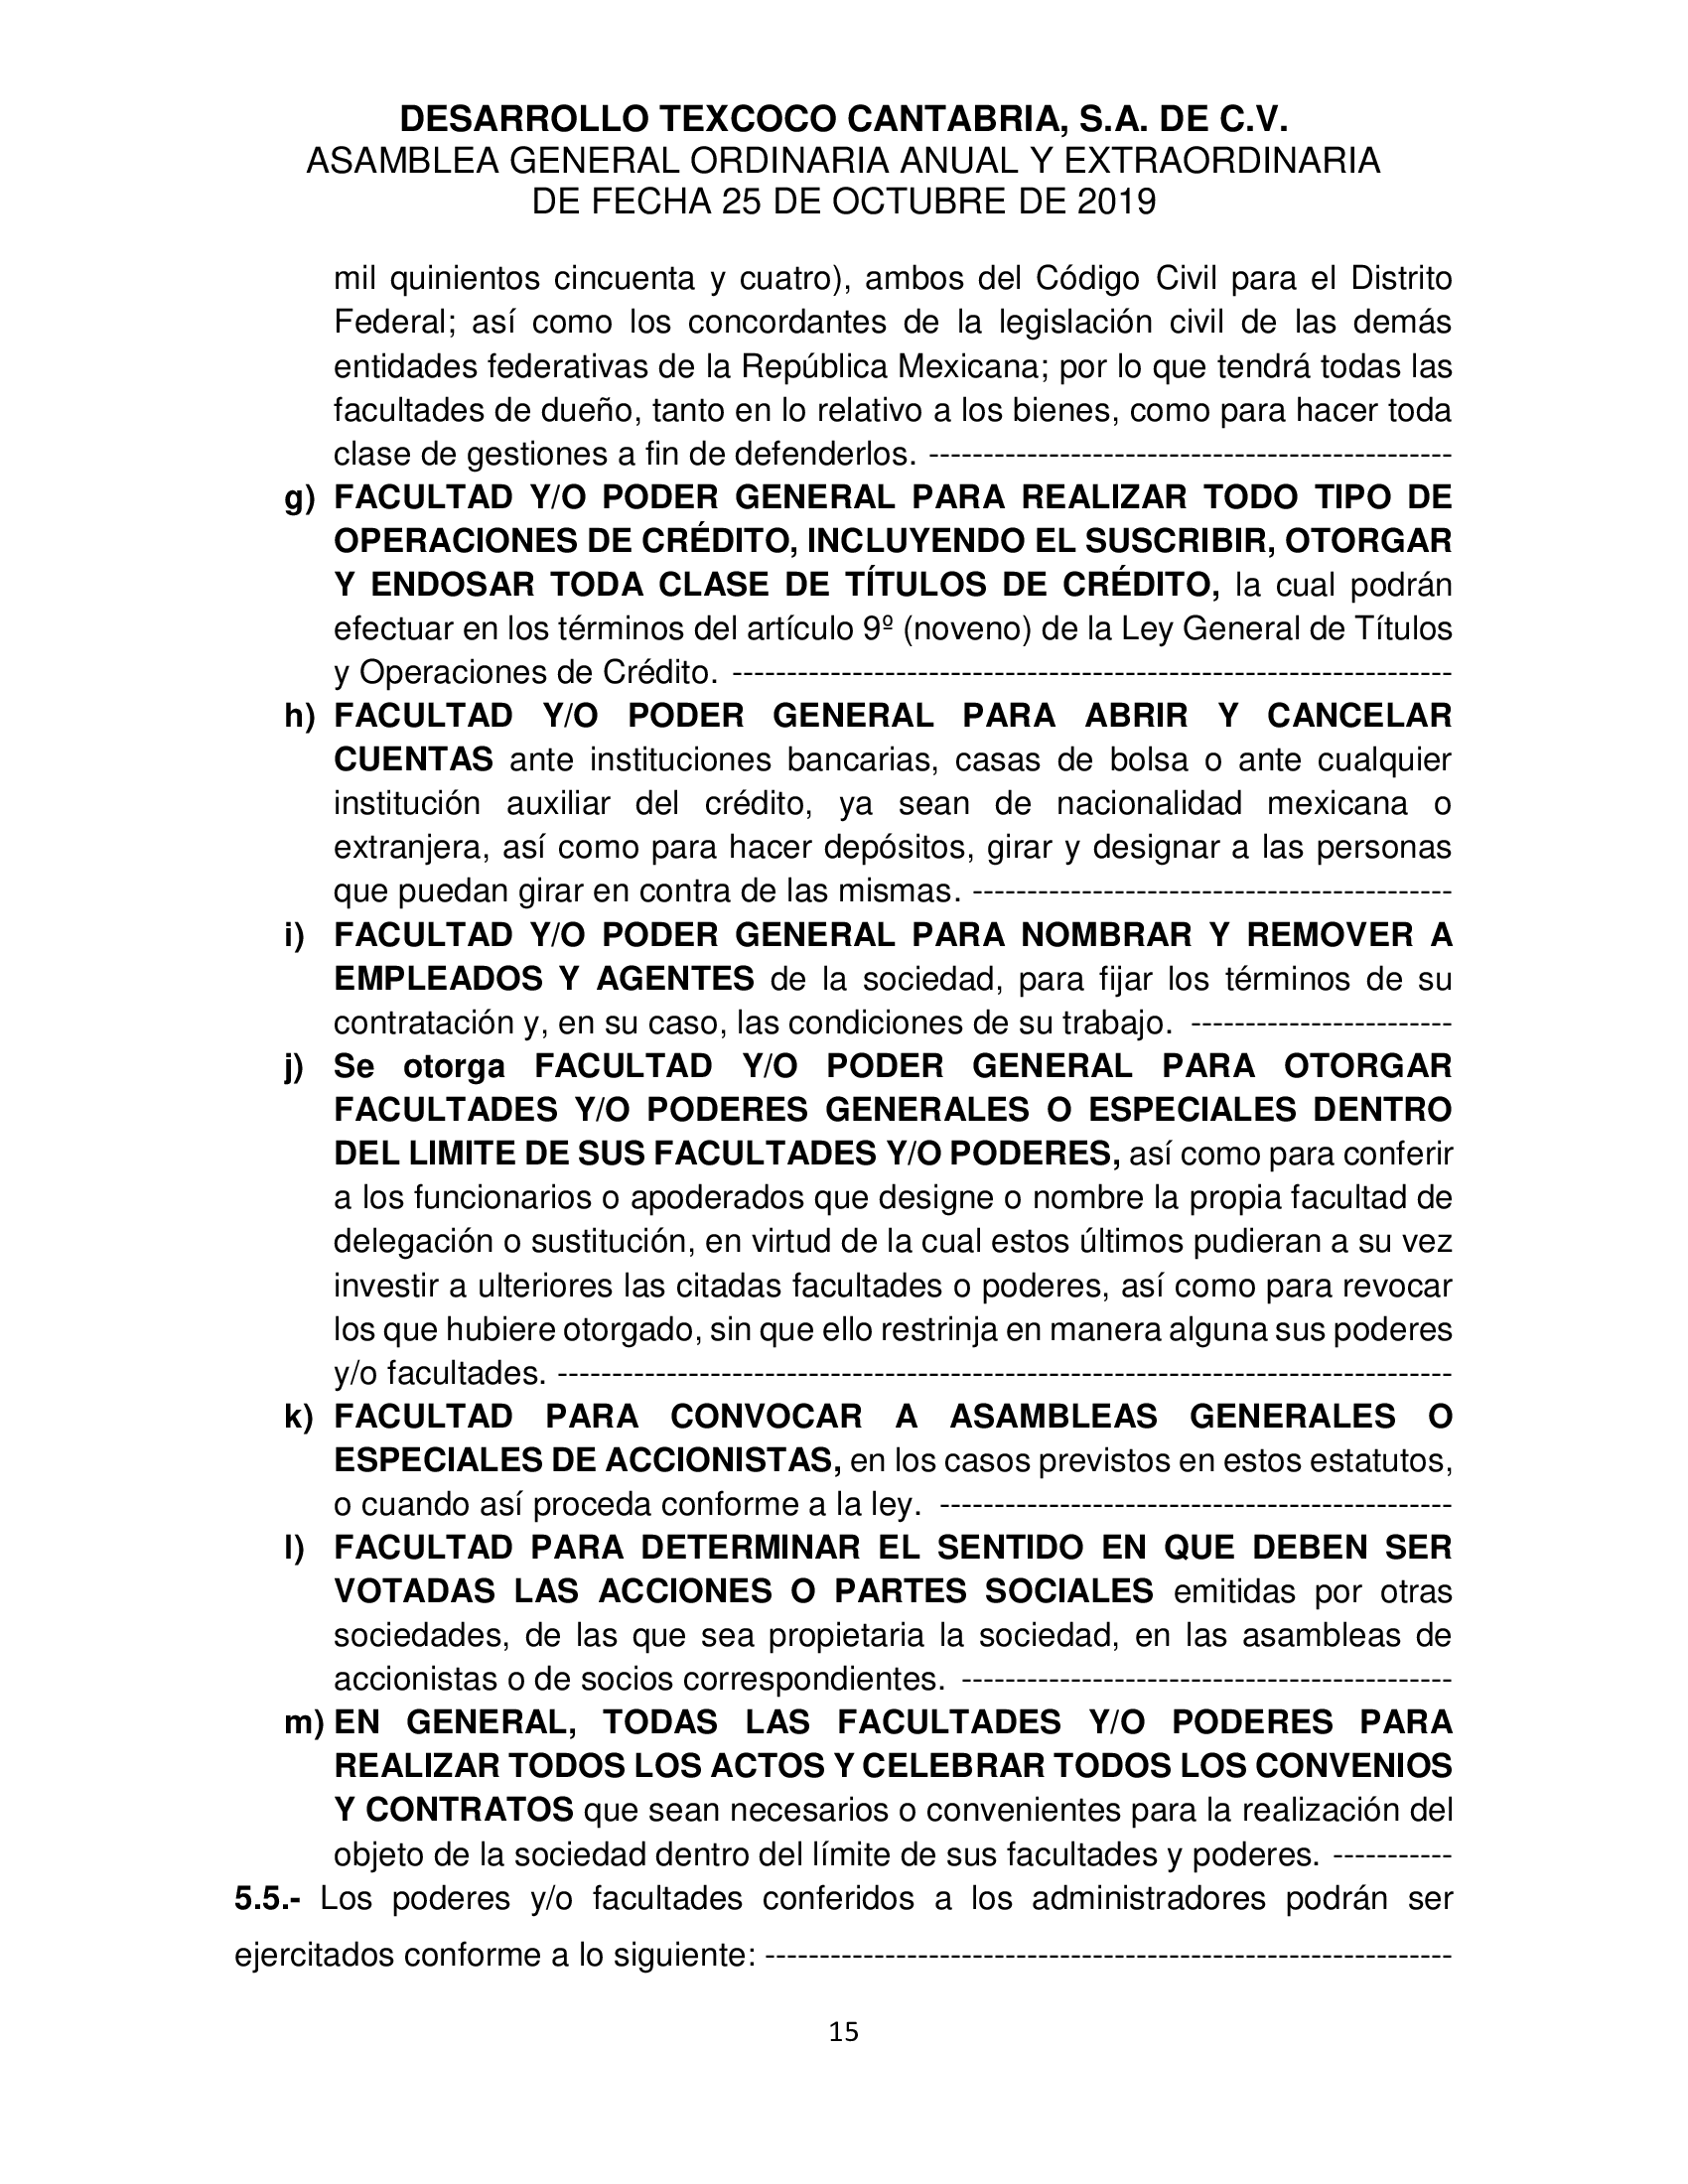 DESARROLLO TEXCOCO CANTABRIA, S.A. DE C.V.
ASAMBLEA GENERAL ORDINARIA ANUAL Y EXTRAORDINARIA
DE FECHA 25 DE OCTUBRE DE 2019
mil quinientos cincuenta y cuatro), ambos del Código Civil para el Distrito
Federal; así como los concordantes de la legislación civil de las demás
entidades federativas de la República Mexicana; por lo que tendrá todas las
facultades de dueño, tanto en lo relativo a los bienes, como para hacer toda
clase de gestiones a fin de defenderlos. ------------------------------------------------
g) FACULTAD Y/O PODER GENERAL PARA REALIZAR TODO TIPO DE
OPERACIONES DE CRÉDITO, INCLUYENDO EL SUSCRIBIR, OTORGAR
Y ENDOSAR TODA CLASE DE TÍTULOS DE CRÉDITO, la cual podrán
efectuar en los términos del artículo 9º (noveno) de la Ley General de Títulos
y Operaciones de Crédito. ------------------------------------------------------------------
h) FACULTAD Y/O PODER GENERAL PARA ABRIR Y CANCELAR
CUENTAS ante instituciones bancarias, casas de bolsa o ante cualquier
institución auxiliar del crédito, ya sean de nacionalidad mexicana o
extranjera, así como para hacer depósitos, girar y designar a las personas
que puedan girar en contra de las mismas. --------------------------------------------
i) FACULTAD Y/O PODER GENERAL PARA NOMBRAR Y REMOVER A
EMPLEADOS Y AGENTES de la sociedad, para fijar los términos de su
contratación y, en su caso, las condiciones de su trabajo. ------------------------
j) Se otorga FACULTAD Y/O PODER GENERAL PARA OTORGAR
FACULTADES Y/O PODERES GENERALES O ESPECIALES DENTRO
DEL LIMITE DE SUS FACULTADES Y/O PODERES, así como para conferir
a los funcionarios o apoderados que designe o nombre la propia facultad de
delegación o sustitución, en virtud de la cual estos últimos pudieran a su vez
investir a ulteriores las citadas facultades o poderes, así como para revocar
los que hubiere otorgado, sin que ello restrinja en manera alguna sus poderes
y/o facultades. ----------------------------------------------------------------------------------
k) FACULTAD PARA CONVOCAR A ASAMBLEAS GENERALES O
ESPECIALES DE ACCIONISTAS, en los casos previstos en estos estatutos,
o cuando así proceda conforme a la ley. -----------------------------------------------
l) FACULTAD PARA DETERMINAR EL SENTIDO EN QUE DEBEN SER
VOTADAS LAS ACCIONES O PARTES SOCIALES emitidas por otras
sociedades, de las que sea propietaria la sociedad, en las asambleas de
accionistas o de socios correspondientes. ---------------------------------------------
m) EN GENERAL, TODAS LAS FACULTADES Y/O PODERES PARA
REALIZAR TODOS LOS ACTOS Y CELEBRAR TODOS LOS CONVENIOS
Y CONTRATOS que sean necesarios o convenientes para la realización del
objeto de la sociedad dentro del límite de sus facultades y poderes. -----------
5.5.- Los poderes y/o facultades conferidos a los administradores podrán ser
ejercitados conforme a lo siguiente: ---------------------------------------------------------------
15